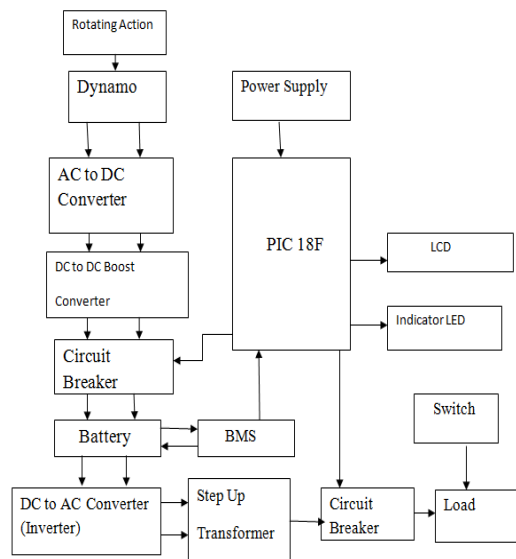 Rotating Action
Dynamo
Power Supply
AC to DC
Converter
PIC 18F
LCD
DC to DC Boost
Converter
Indicator LED
Circuit
Breaker
Switch
Battery
BMS
DC to AC Converter
(Inverter)
Step Up
Transformer
Circuit
Breaker
Load